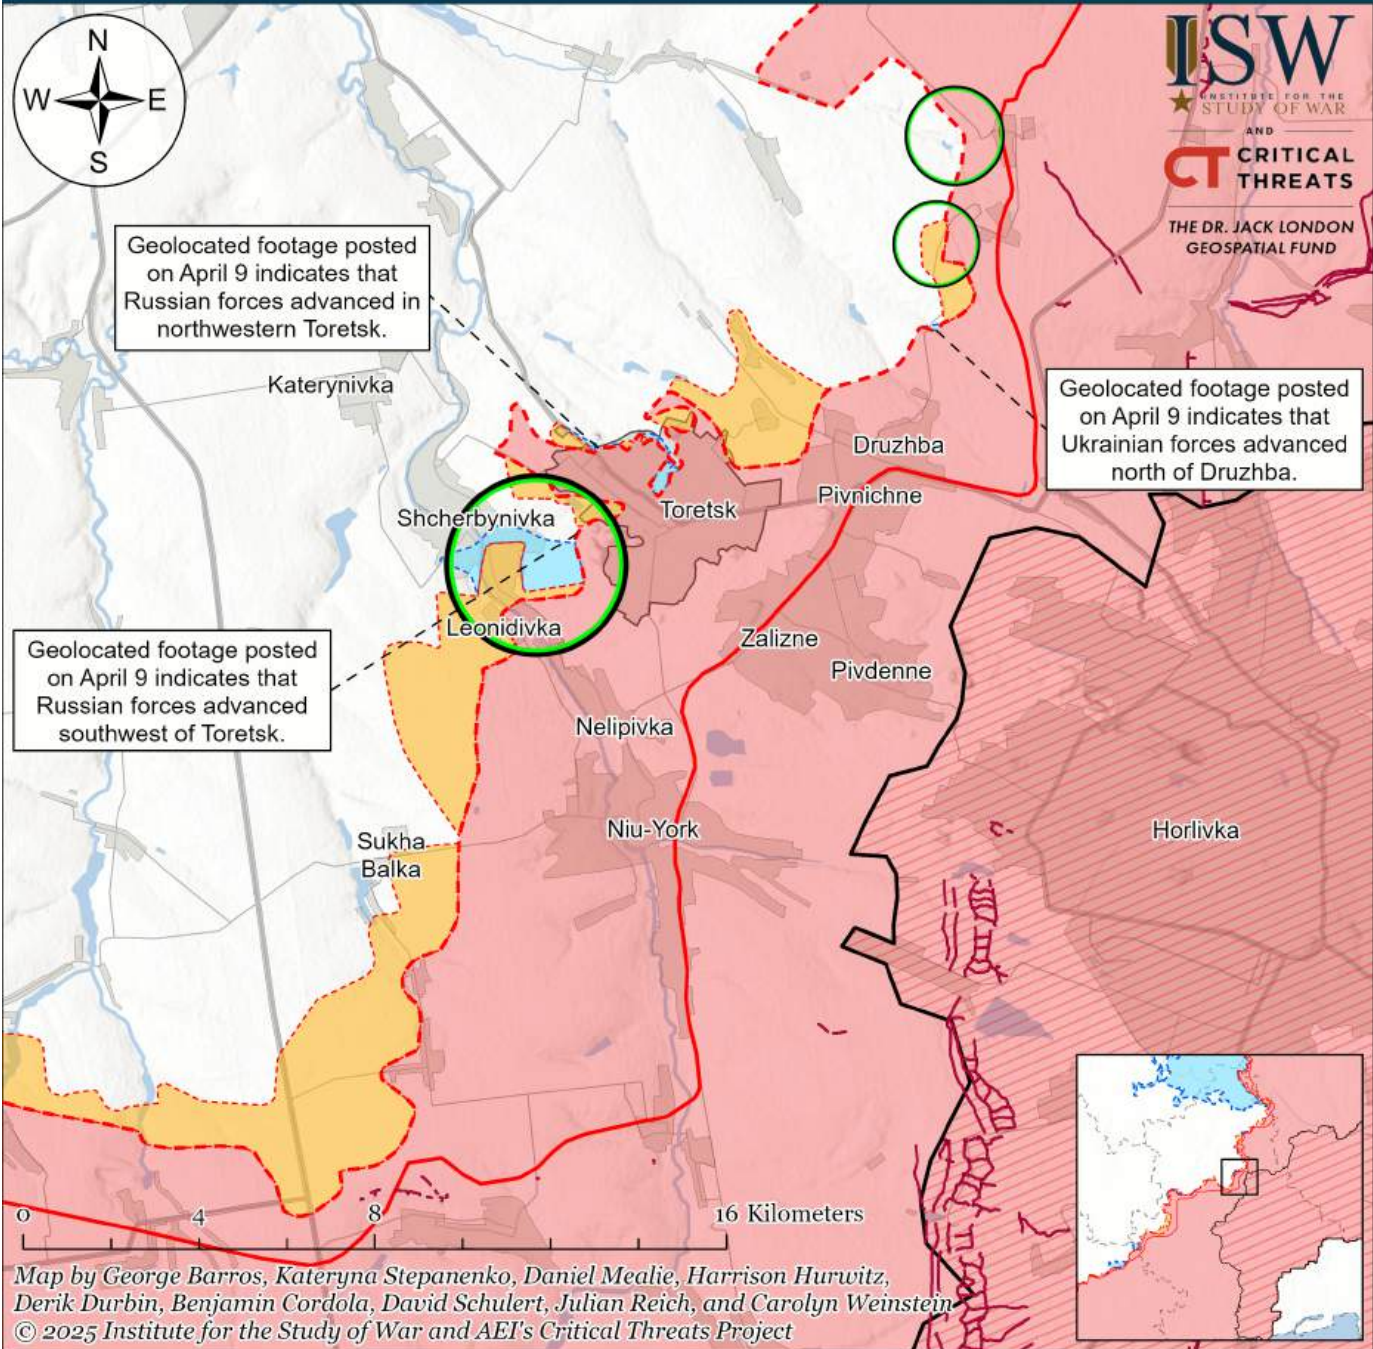 N
W
E
S
ISW
INSTITUTE FOR THE
STUDY OF WAR
AND
CT CRITICAL
THREATS
THE DR. JACK LONDON
GEOSPATIAL FUND
Geolocated footage posted
on April 9 indicates that
Russian forces advanced in
northwestern Toretsk.
Katerynivka
Geolocated footage posted
on April 9 indicates that
Ukrainian forces advanced
north of Druzhba.
Druzhba
Pivnichne
Toretsk
Shcherbynivka
Leonidivka
Zalizne
Pivdenne
Geolocated footage posted
on April 9 indicates that
Russian forces advanced
southwest of Toretsk.
Nelipivka
Niu-York
Horlivka
Sukha
Balka
0 4 8 16 Kilometers
Map by George Barros, Kateryna Stepanenko, Daniel Mealie, Harrison Hurwitz,
Derik Durbin, Benjamin Cordola, David Schulert, Julian Reich, and Carolyn Weinstein
© 2025 Institute for the Study of War and AEI's Critical Threats Project